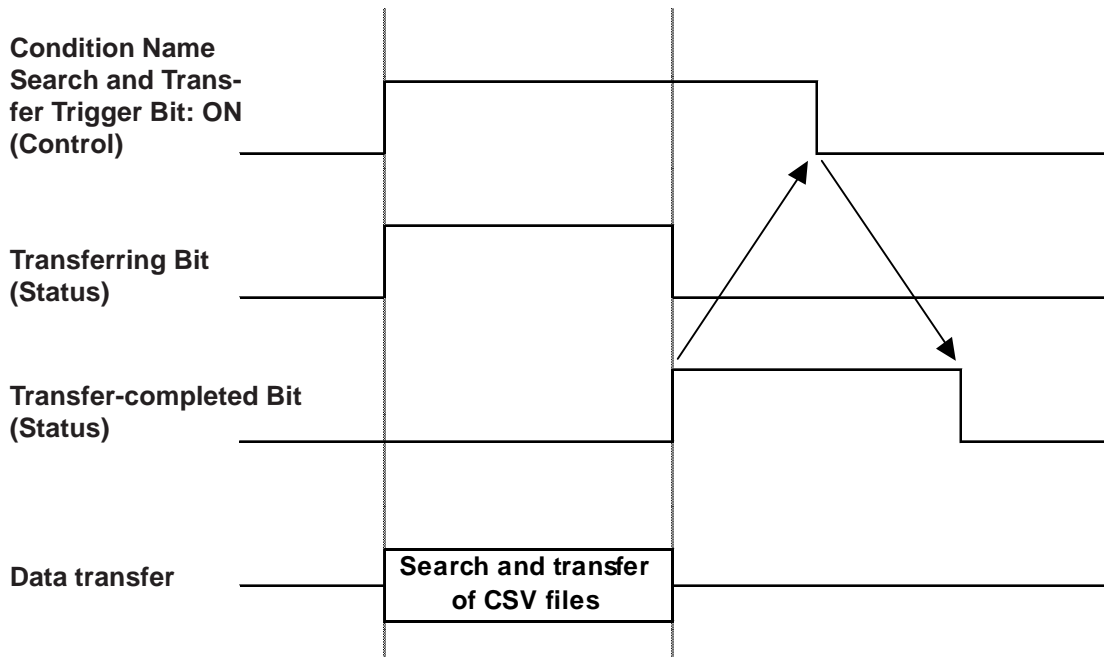 Condition Name
Search and Trans-
fer Trigger Bit: ON
(Control)
Transferring Bit
(Status)
Transfer-completed Bit
(Status)
Data transfer
Search and transfer
of CSV files